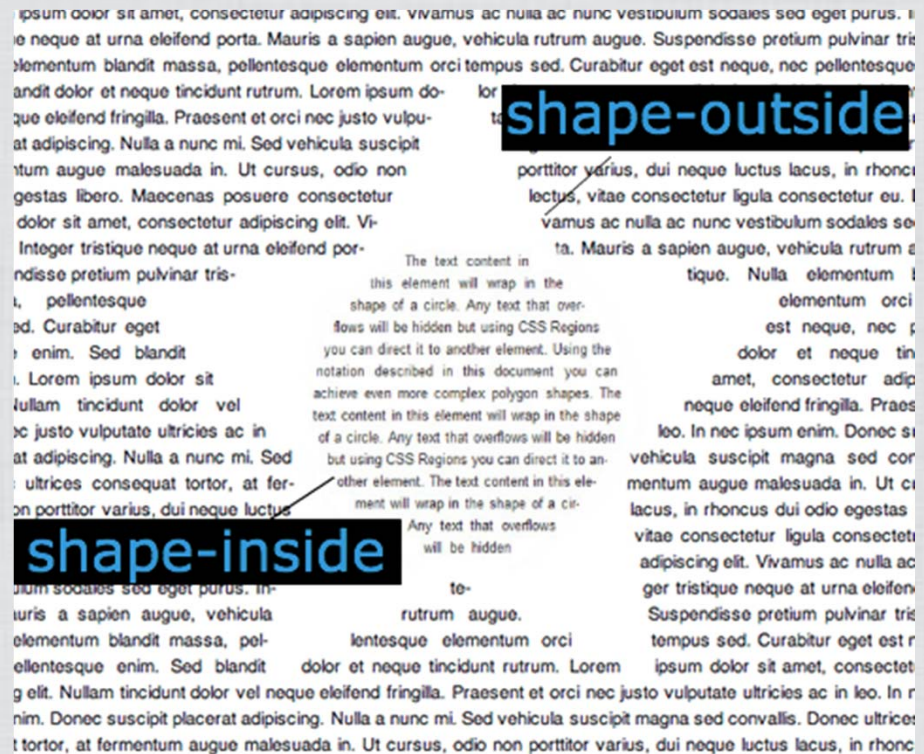 ipsum dolor sit amet, consectetur adipiscing elit. Vivamus ac nulla ac nunc vestibulum sodales sed eget purus.
neque at urna eleifend porta. Mauris a sapien augue, vehicula rutrum augue. Suspendisse pretium pulvinar tris
elementum blandit massa, pellentesque elementum orci tempus sed. Curabitur eget est neque, nec pellentesque
andit dolor et neque tincidunt rutrum. Lorem ipsum do- lor
que eleifend fringilla. Praesent et orci nec justo vulpu- ta
shape-outside
at adipiscing. Nulla a nunc mi. Sed vehicula suscipit
ntum augue malesuada in. Ut cursus, odio non porttitor varius, dui neque luctus lacus, in rhonc
gestas libero. Maecenas posuere consectetur lectus, vitae consectetur ligula consectetur eu.
dolor sit amet, consectetur adipiscing elit. Vi- vamus ac nulla ac nunc vestibulum sodales se
Integer tristique neque at urna eleifend por- ta. Mauris a sapien augue, vehicula rutrum a
ndisse pretium pulvinar tris- tique. Nulla elementum
, pellentesque elementum orci
ed. Curabitur eget est neque, nec p
enim. Sed blandit dolor et neque tin
. Lorem ipsum dolor sit amet, consectetur adip
Nullam tincidunt dolor vel neque eleifend fringilla. Praes
ec justo vulputate ultricies ac in leo. In nec ipsum enim. Donec s
at adipiscing. Nulla a nunc mi. Sed vehicula suscipit magna sed con
ultrices consequat tortor, at fer- mentum augue malesuada in. Ut c
on porttitor varius, dui neque luctus lacus, in rhoncus dui odio egestas
vitae consectetur ligula consectet
adipiscing elit. Vivamus ac nulla ac
The text content in
this element will wrap in the
shape of a circle. Any text that over-
flows will be hidden but using CSS Regions
you can direct it to another element. Using the
notation described in this document you can
achieve even more complex polygon shapes. The
text content in this element will wrap in the shape
of a circle. Any text that overflows will be hidden
but using CSS Regions you can direct it to an-
other element. The text content in this ele-
ment will wrap in the shape of a cir-
Any text that overflows
will be hidden
shape-inside
ulum sodales sed eget purus. In- te- ger tristique neque at urna eleifen
uris a sapien augue, vehicula rutrum augue. Suspendisse pretium pulvinar tris
elementum blandit massa, pel- lentesque elementum orci tempus sed. Curabitur eget est
ellentesque enim. Sed blandit dolor et neque tincidunt rutrum. Lorem ipsum dolor sit amet, consectet
g elit. Nullam tincidunt dolor vel neque eleifend fringilla. Praesent et orci nec justo vulputate ultricies ac in leo. In
nim. Donec suscipit placerat adipiscing. Nulla a nunc mi. Sed vehicula suscipit magna sed convallis. Donec ultrices
t tortor, at fermentum augue malesuada in. Ut cursus, odio non porttitor varius, dui neque luctus lacus, in rhonc